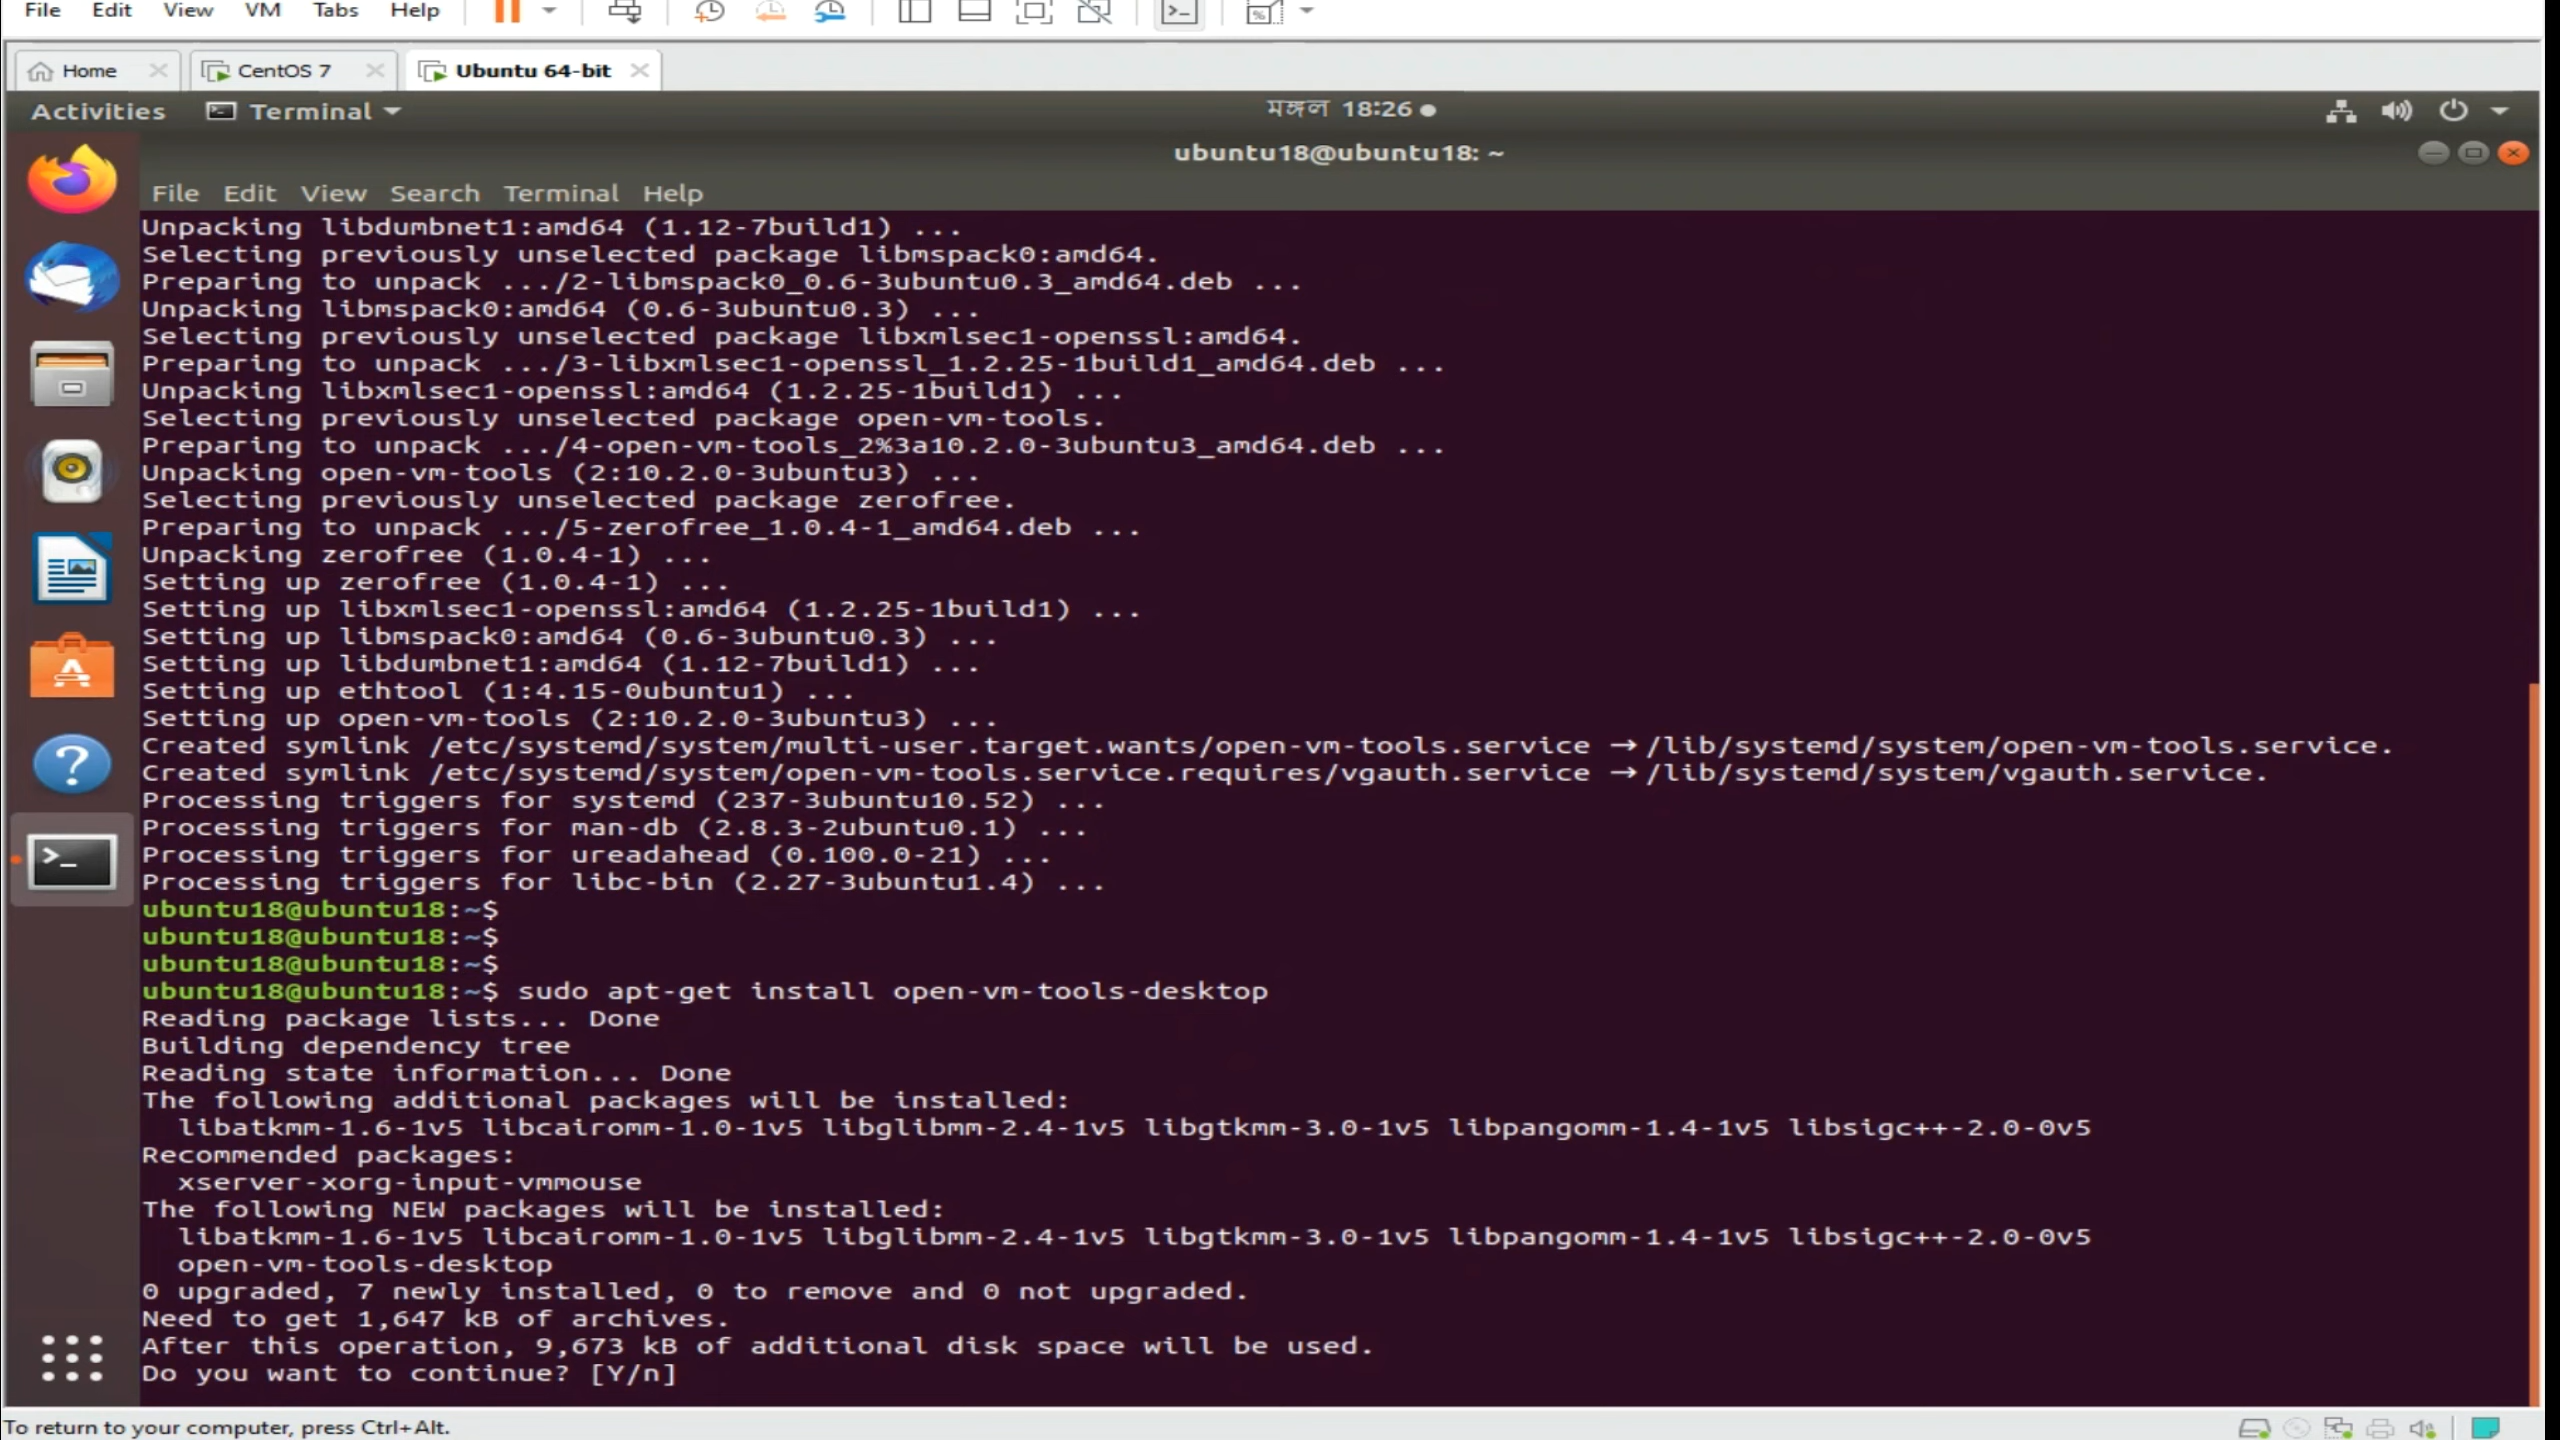 File Edit View VM Tabs Help
Home CentOS 7 Ubuntu 64-bit
Activities Terminal মঙ্গল 18:26
ubuntu18@ubuntu18: ~
File Edit View Search Terminal Help
Unpacking libdumbnet1:amd64 (1.12-7build1) ...
Selecting previously unselected package libmspack0:amd64.
Preparing to unpack .../2-libmspack0_0.6-3ubuntu0.3_amd64.deb ...
Unpacking libmspack0:amd64 (0.6-3ubuntu0.3) ...
Selecting previously unselected package libxmlsec1-openssl:amd64.
Preparing to unpack .../3-libxmlsec1-openssl_1.2.25-1build1_amd64.deb ...
Unpacking libxmlsec1-openssl:amd64 (1.2.25-1build1) ...
Selecting previously unselected package open-vm-tools.
Preparing to unpack .../4-open-vm-tools_2%3a10.2.0-3ubuntu3_amd64.deb ...
Unpacking open-vm-tools (2:10.2.0-3ubuntu3) ...
Selecting previously unselected package zerofree.
Preparing to unpack .../5-zerofree_1.0.4-1_amd64.deb ...
Unpacking zerofree (1.0.4-1) ...
Setting up zerofree (1.0.4-1) ...
Setting up libxmlsec1-openssl:amd64 (1.2.25-1build1) ...
Setting up libmspack0:amd64 (0.6-3ubuntu0.3) ...
Setting up libdumbnet1:amd64 (1.12-7build1) ...
Setting up ethtool (1:4.15-0ubuntu1) ...
Setting up open-vm-tools (2:10.2.0-3ubuntu3) ...
Created symlink /etc/systemd/system/multi-user.target.wants/open-vm-tools.service → /lib/systemd/system/open-vm-tools.service.
Created symlink /etc/systemd/system/open-vm-tools.service.requires/vgauth.service → /lib/systemd/system/vgauth.service.
Processing triggers for systemd (237-3ubuntu10.52) ...
Processing triggers for man-db (2.8.3-2ubuntu0.1) ...
Processing triggers for ureadahead (0.100.0-21) ...
Processing triggers for libc-bin (2.27-3ubuntu1.4) ...
ubuntu18@ubuntu18:~$
ubuntu18@ubuntu18:~$
ubuntu18@ubuntu18:~$
ubuntu18@ubuntu18:~$ sudo apt-get install open-vm-tools-desktop
Reading package lists... Done
Building dependency tree
Reading state information... Done
The following additional packages will be installed:
libatkmm-1.6-1v5 libcairomm-1.0-1v5 libglibmm-2.4-1v5 libgtkmm-3.0-1v5 libpangomm-1.4-1v5 libsigc++-2.0-0v5
Recommended packages:
xserver-xorg-input-vmmouse
The following NEW packages will be installed:
libatkmm-1.6-1v5 libcairomm-1.0-1v5 libglibmm-2.4-1v5 libgtkmm-3.0-1v5 libpangomm-1.4-1v5 libsigc++-2.0-0v5
open-vm-tools-desktop
0 upgraded, 7 newly installed, 0 to remove and 0 not upgraded.
Need to get 1,647 kB of archives.
After this operation, 9,673 kB of additional disk space will be used.
Do you want to continue? [Y/n]
To return to your computer, press Ctrl+Alt.